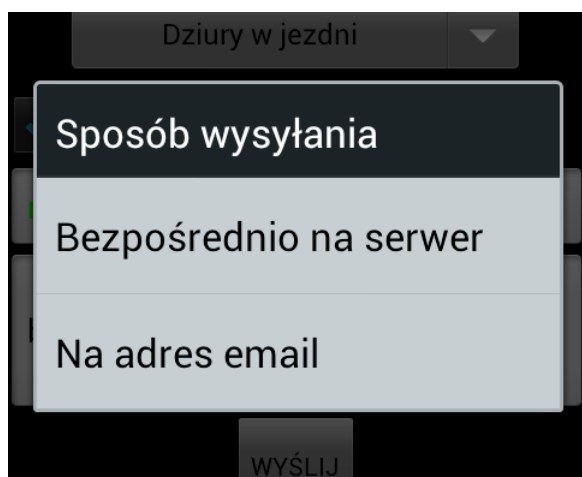 Dziury w jezdni
Sposób wysyłania
Bezpośrednio na serwer
Na adres email
WYŚLIJ